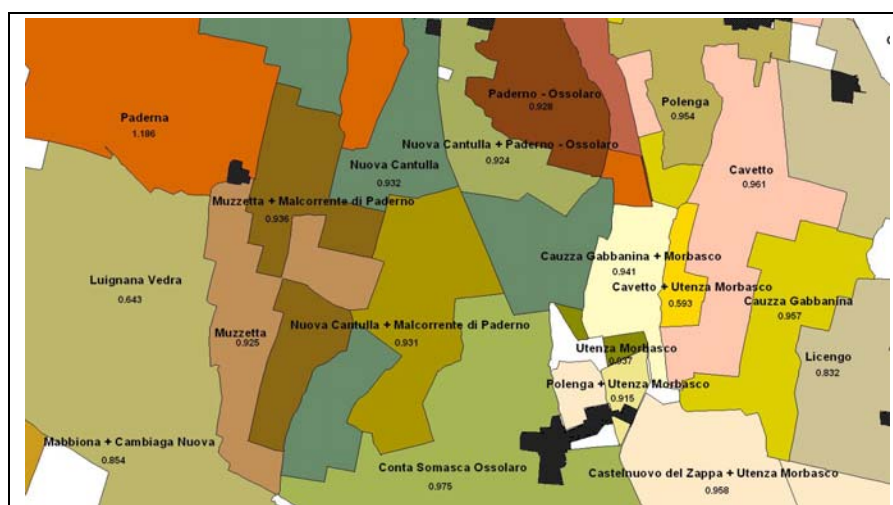 Paderna
1.186
Paderno - Ossolaro
0.928
Polenga
0.954
Nuova Cantulla + Paderno - Ossolaro
0.924
Nuova Cantulla
0.932
Cavetto
0.961
Muzzetta + Malcorrente di Paderno
0.936
Cauzza Gabbanina + Morbasco
0.941
Luignana Vedra
0.643
Cavetto + Utenza Morbasco
0.593
Cauzza Gabbanina
0.957
Muzzetta
0.925
Nuova Cantulla + Malcorrente di Paderno
0.931
Utenza Morbasco
0.937
Licengo
0.832
Polenga + Utenza Morbasco
0.915
Mabbiona + Cambiaga Nuova
0.854
Conta Somasca Ossolaro
0.975
Castelnuovo del Zappa + Utenza Morbasco
0.958